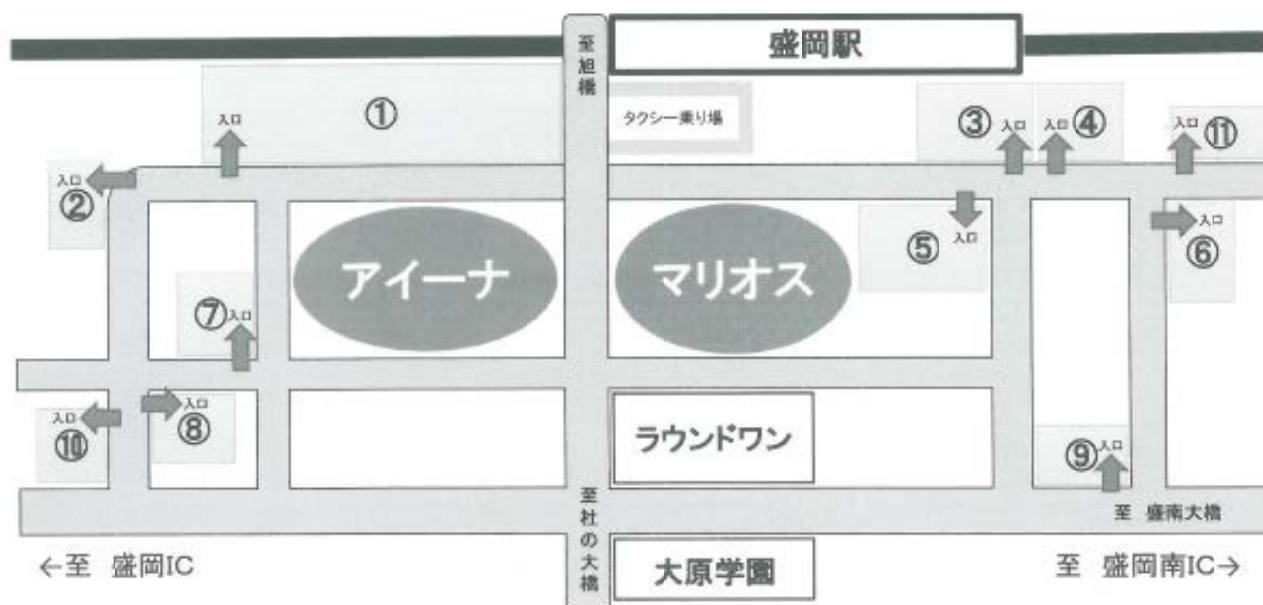 盛岡駅
至旭橋
タクシー乗り場
①
入口
③
入口
入口
④
入口
⑪
入口
②
アイーナ
マリオス
⑤
入口
入口
⑥
⑦
入口
入口
⑩
入口
⑧
ラウンドワン
⑨
入口
至杜の大橋
至 盛南大橋
←至 盛岡IC
大原学園
至 盛岡南IC→